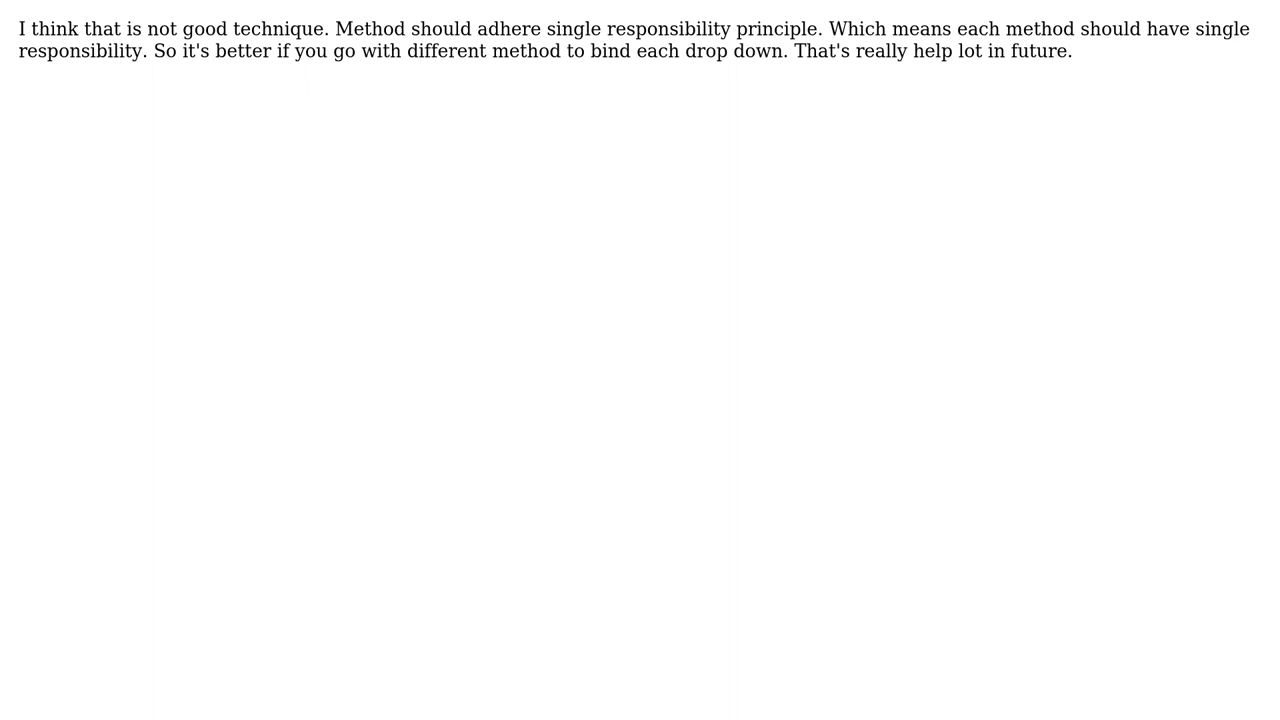 I think that is not good technique. Method should adhere single responsibility principle. Which means each method should have single
responsibility. So it's better if you go with different method to bind each drop down. That's really help lot in future.